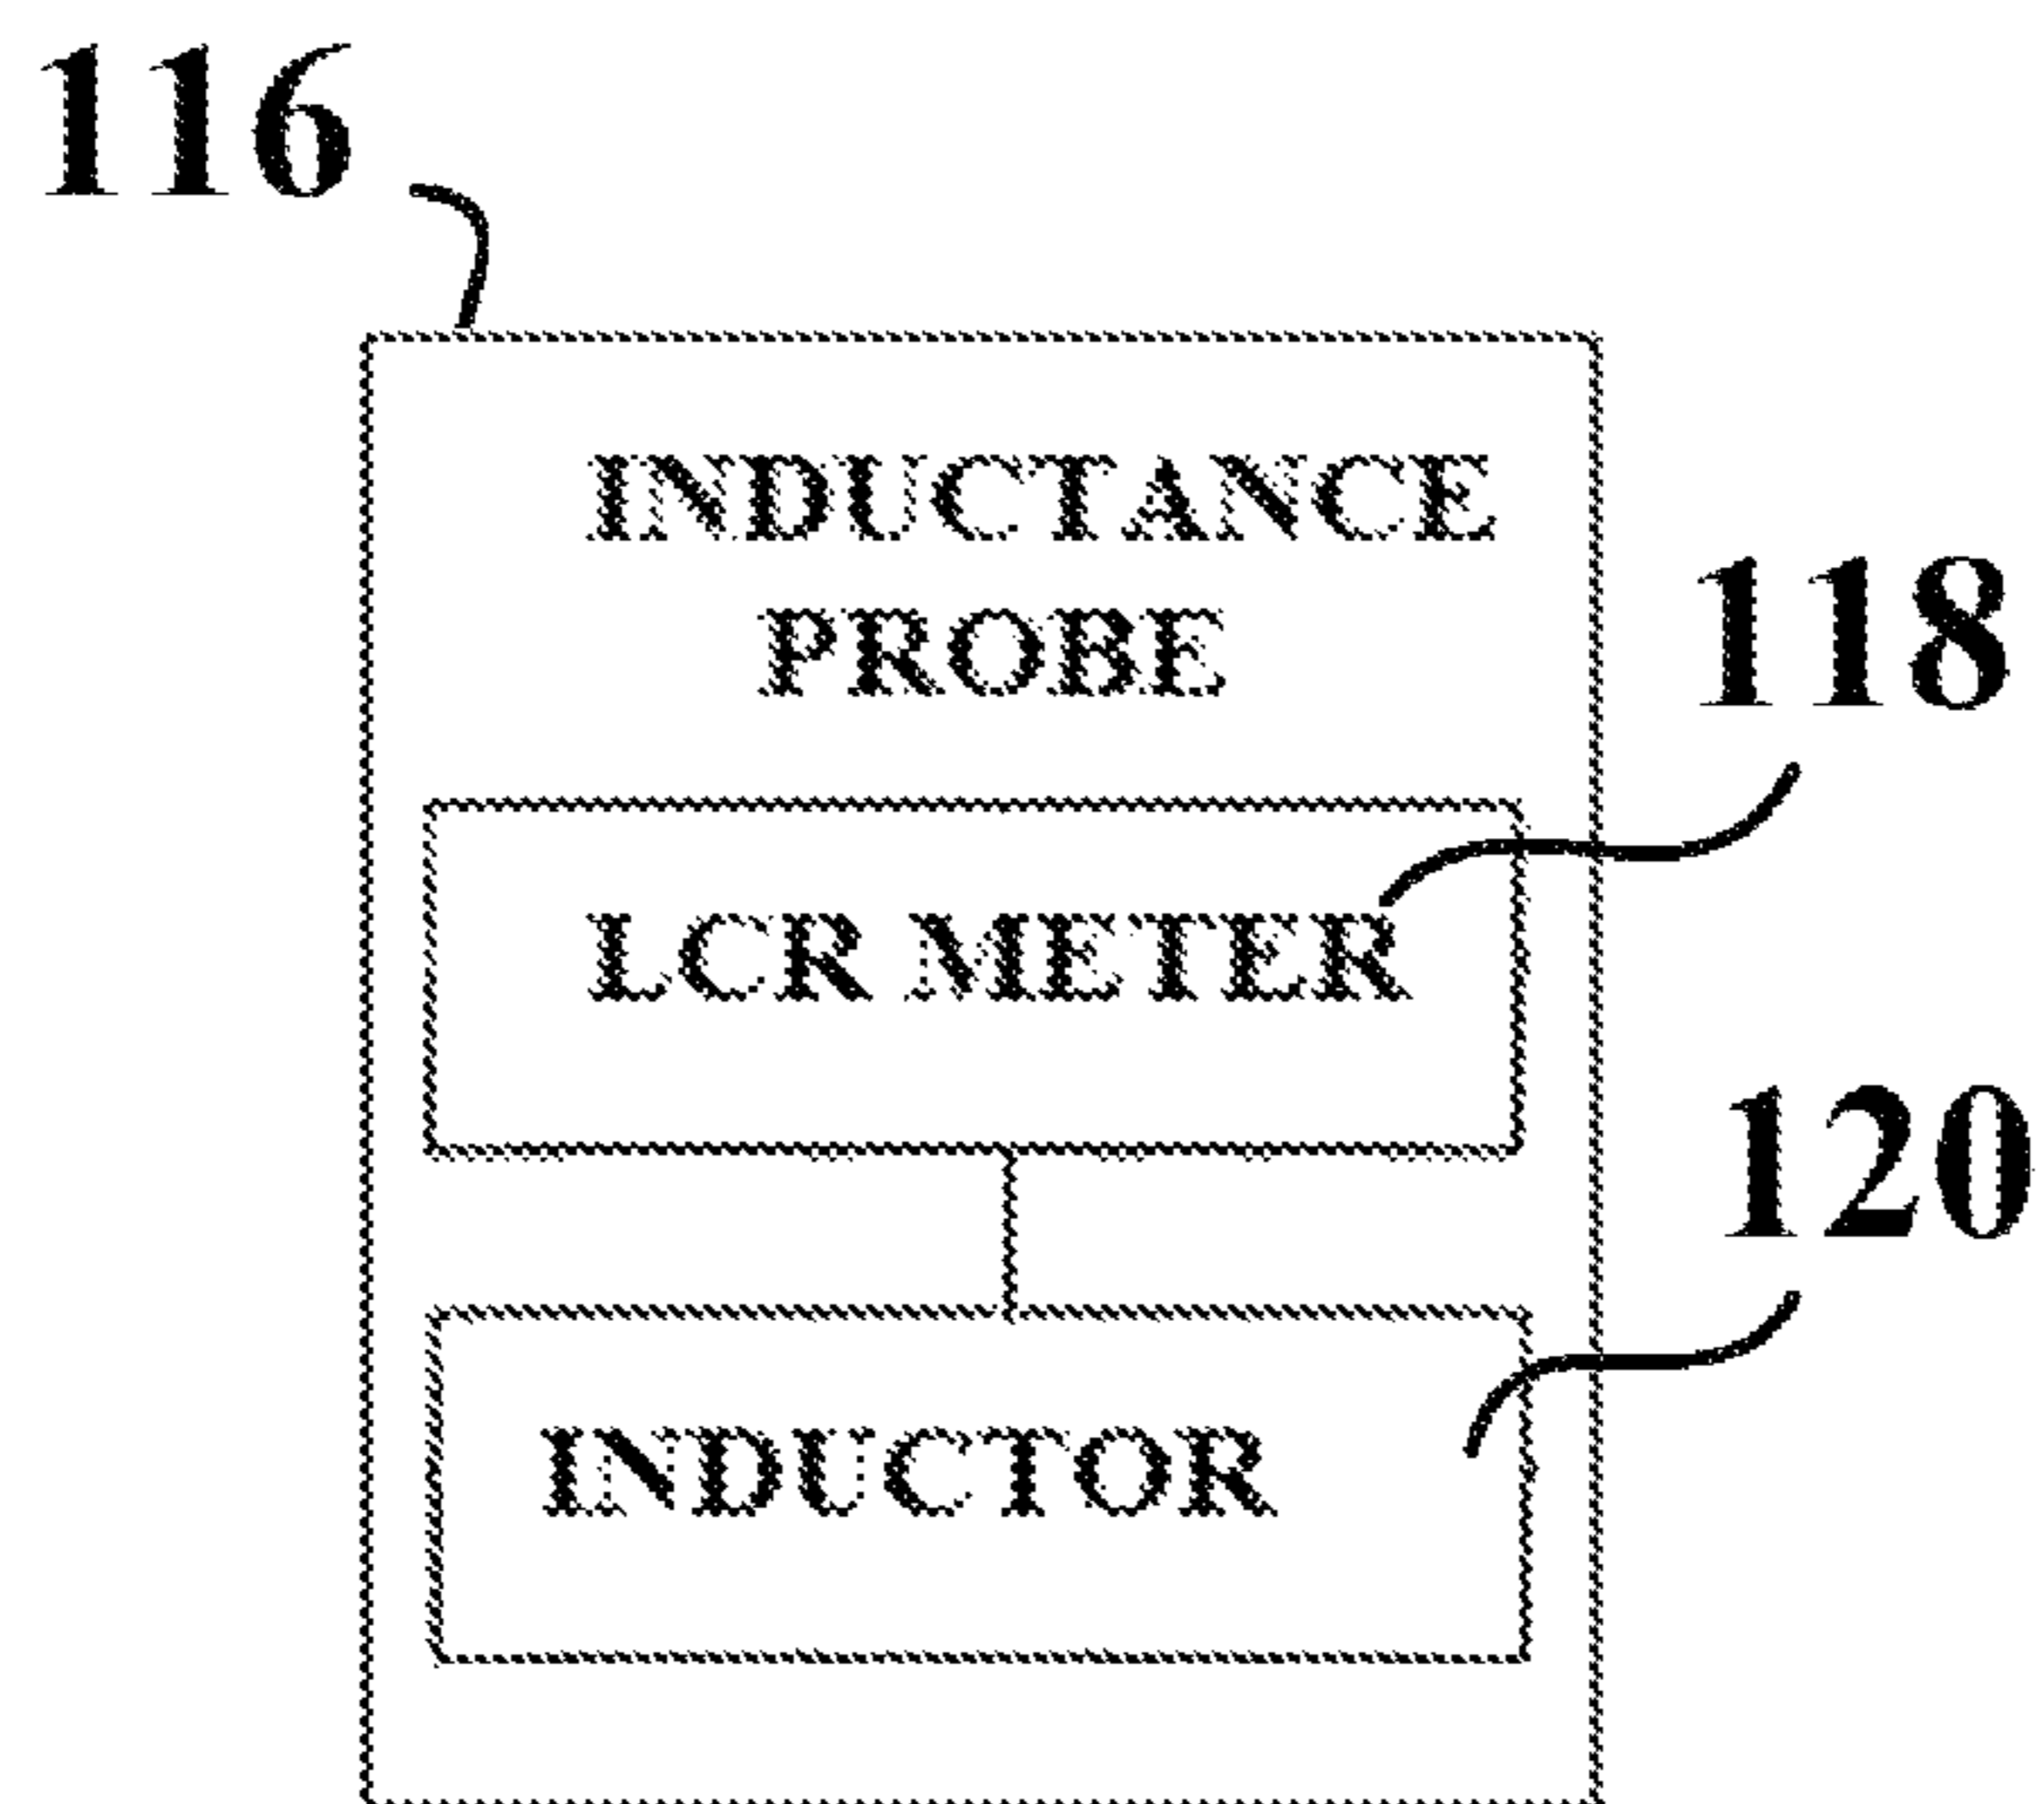 116
INDUCTANCE
PROBE
118
LCR METER
120
INDUCTOR